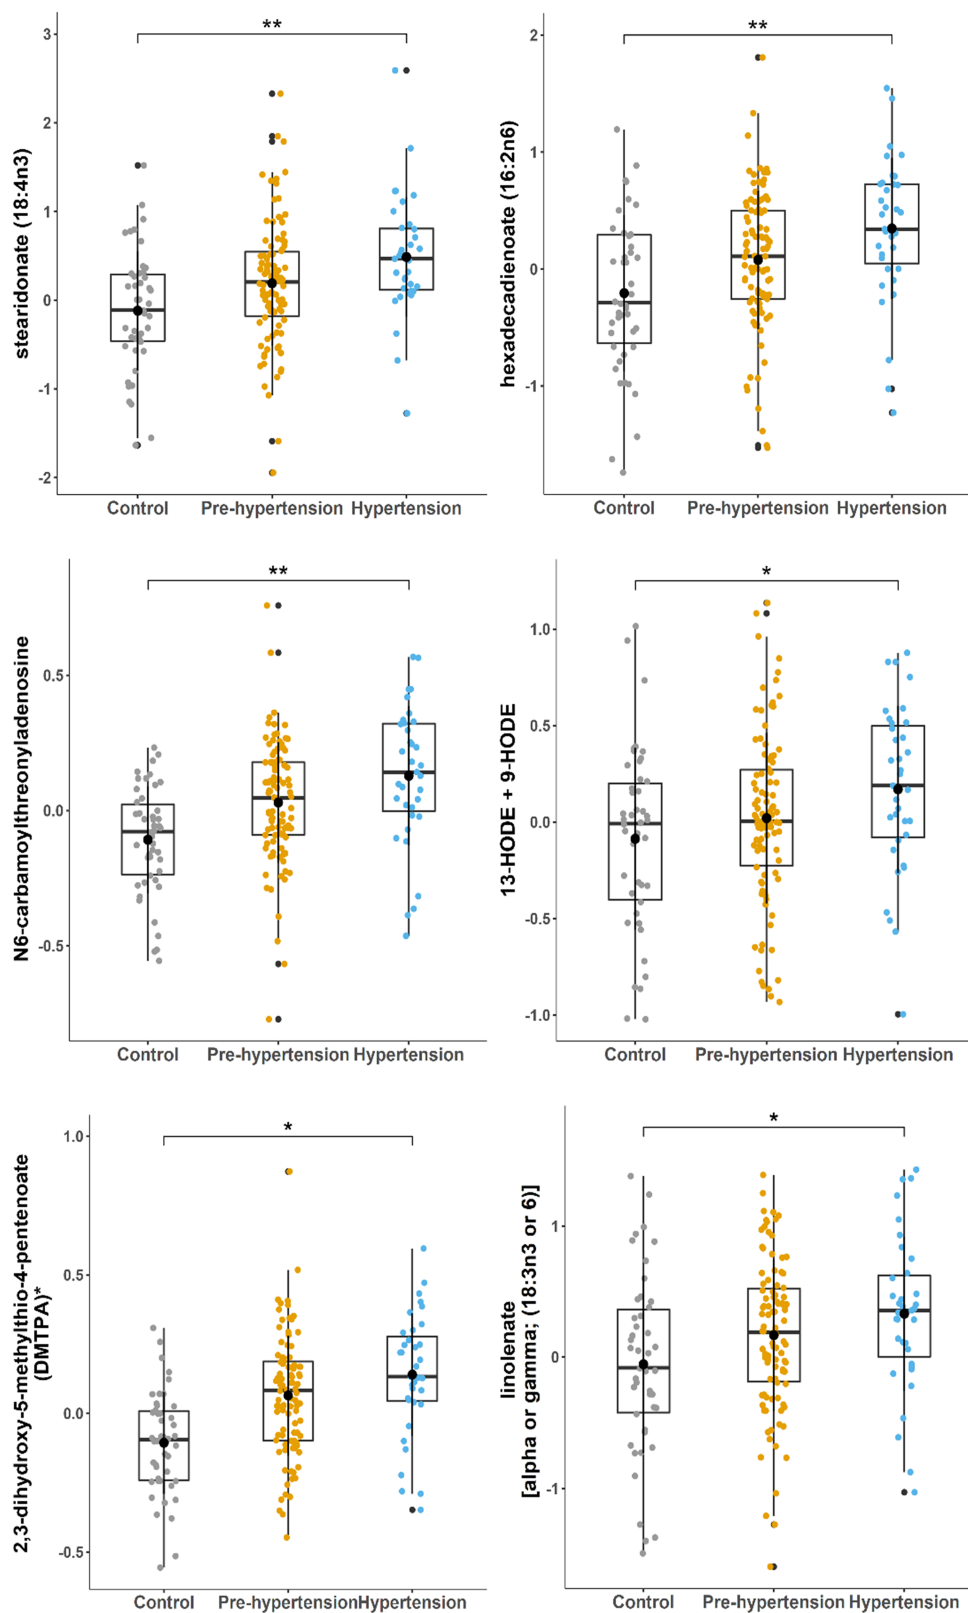 **
3
2
1
0
-1
-2
stearidonate (18:4n3)
Control Pre-hypertension Hypertension
**
2
1
0
-1
hexadecadienoate (16:2n6)
Control Pre-hypertension Hypertension
**
0.5
0.0
-0.5
N6-carbamoylthreonyladenosine
Control Pre-hypertension Hypertension
*
1.0
0.5
0.0
-0.5
-1.0
13-HODE + 9-HODE
Control Pre-hypertension Hypertension
*
1.0
0.5
0.0
-0.5
2,3-dihydroxy-5-methylthio-4-pentenoate
(DMTPA)*
Control Pre-hypertension Hypertension
*
1
0
-1
linolenate
[alpha or gamma; (18:3n3 or 6)]
Control Pre-hypertension Hypertension